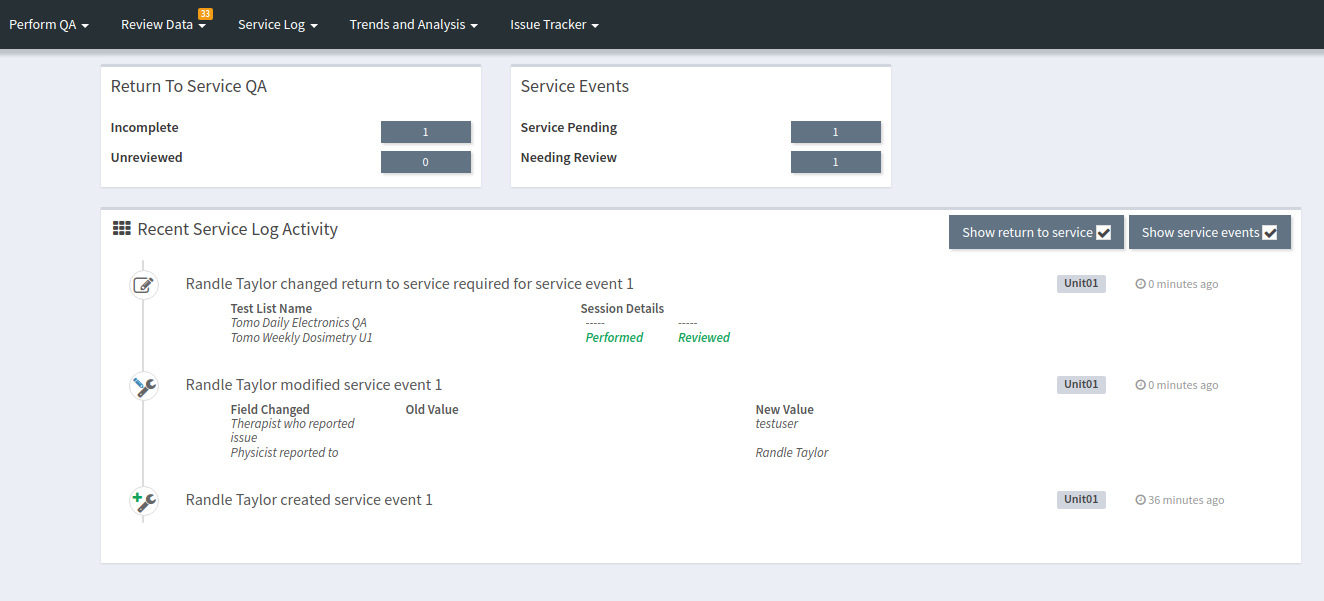 Perform QA Review Data 33 Service Log Trends and Analysis Issue Tracker
Return To Service QA
Incomplete 1
Unreviewed 0
Service Events
Service Pending 1
Needing Review 1
Recent Service Log Activity Show return to service Show service events
Randle Taylor changed return to service required for service event 1 Unit01 0 minutes ago
Test List Name Session Details
Tomo Daily Electronics QA ----- -----
Tomo Weekly Dosimetry U1 Performed Reviewed
Randle Taylor modified service event 1 Unit01 0 minutes ago
Field Changed Old Value New Value
Therapist who reported testuser
issue
Physicist reported to Randle Taylor
Randle Taylor created service event 1 Unit01 36 minutes ago